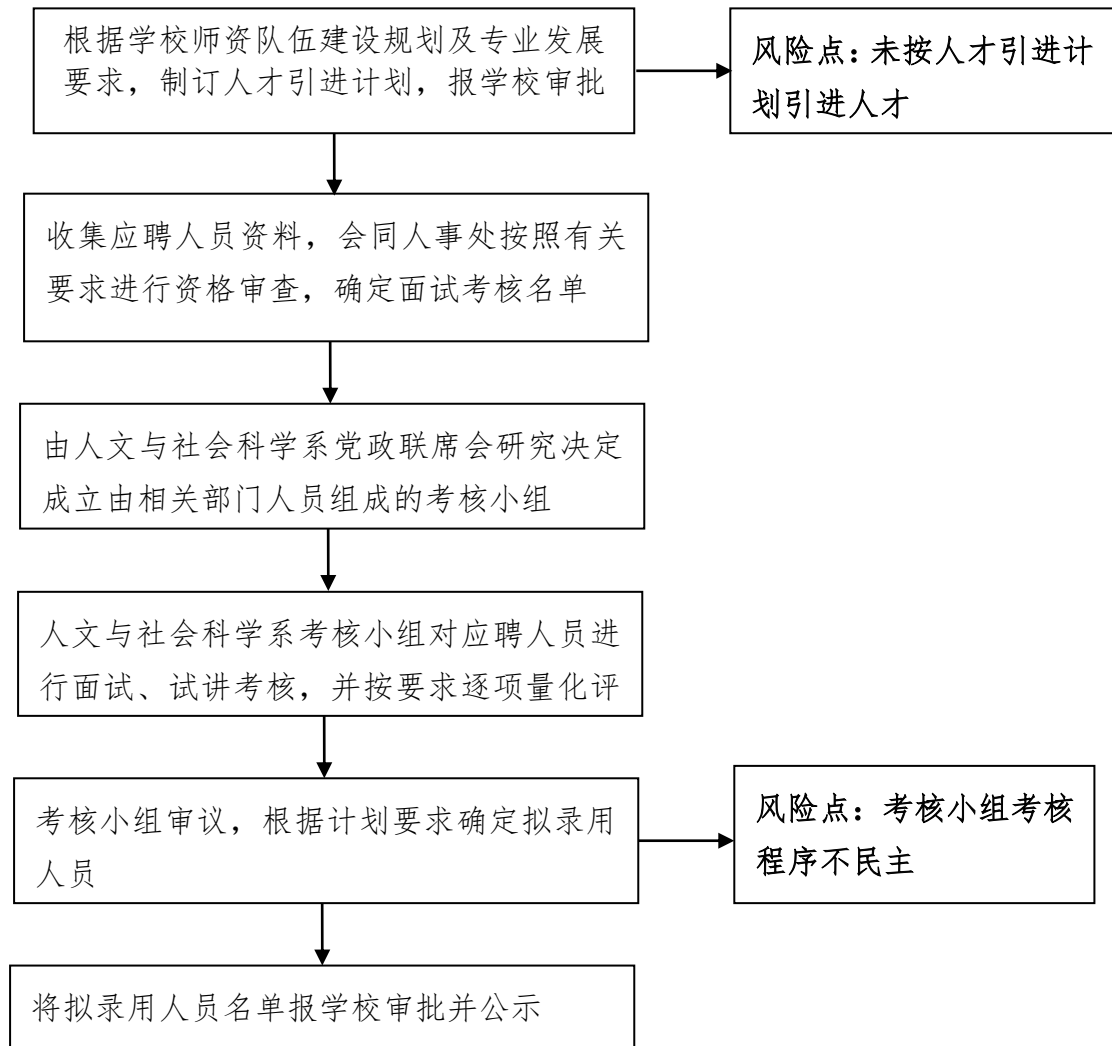 根据学校师资队伍建设规划及专业发展
要求，制订人才引进计划，报学校审批
风险点：未按人才引进计
划引进人才
收集应聘人员资料，会同人事处按照有关
要求进行资格审查，确定面试考核名单
由人文与社会科学系党政联席会研究决定
成立由相关部门人员组成的考核小组
人文与社会科学系考核小组对应聘人员进
行面试、试讲考核，并按要求逐项量化评
考核小组审议，根据计划要求确定拟录用
人员
风险点：考核小组考核
程序不民主
将拟录用人员名单报学校审批并公示